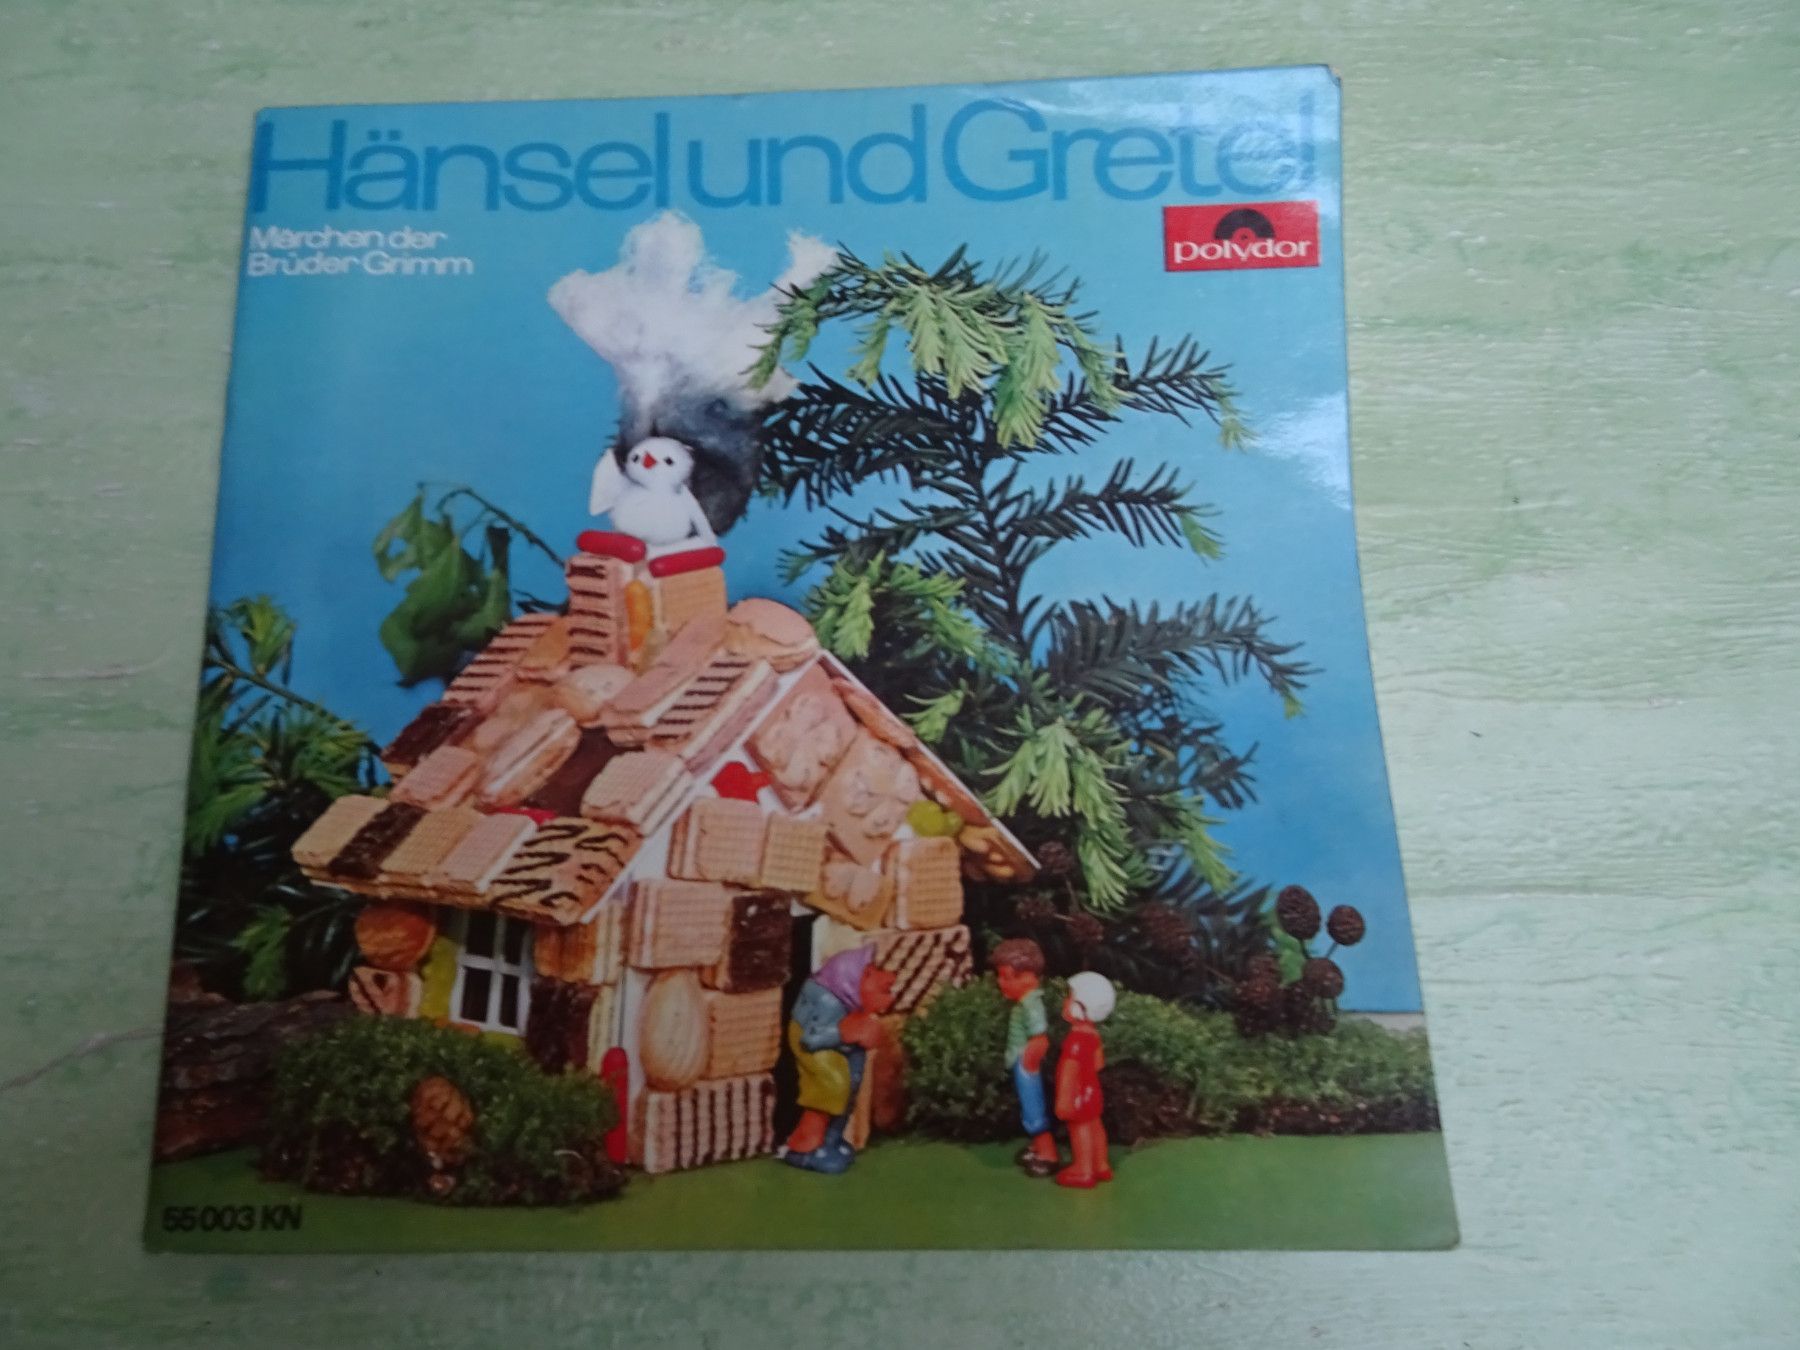 Hänsel und Gretel
Märchen der
Brüder Grimm
polydor
55 003 KN